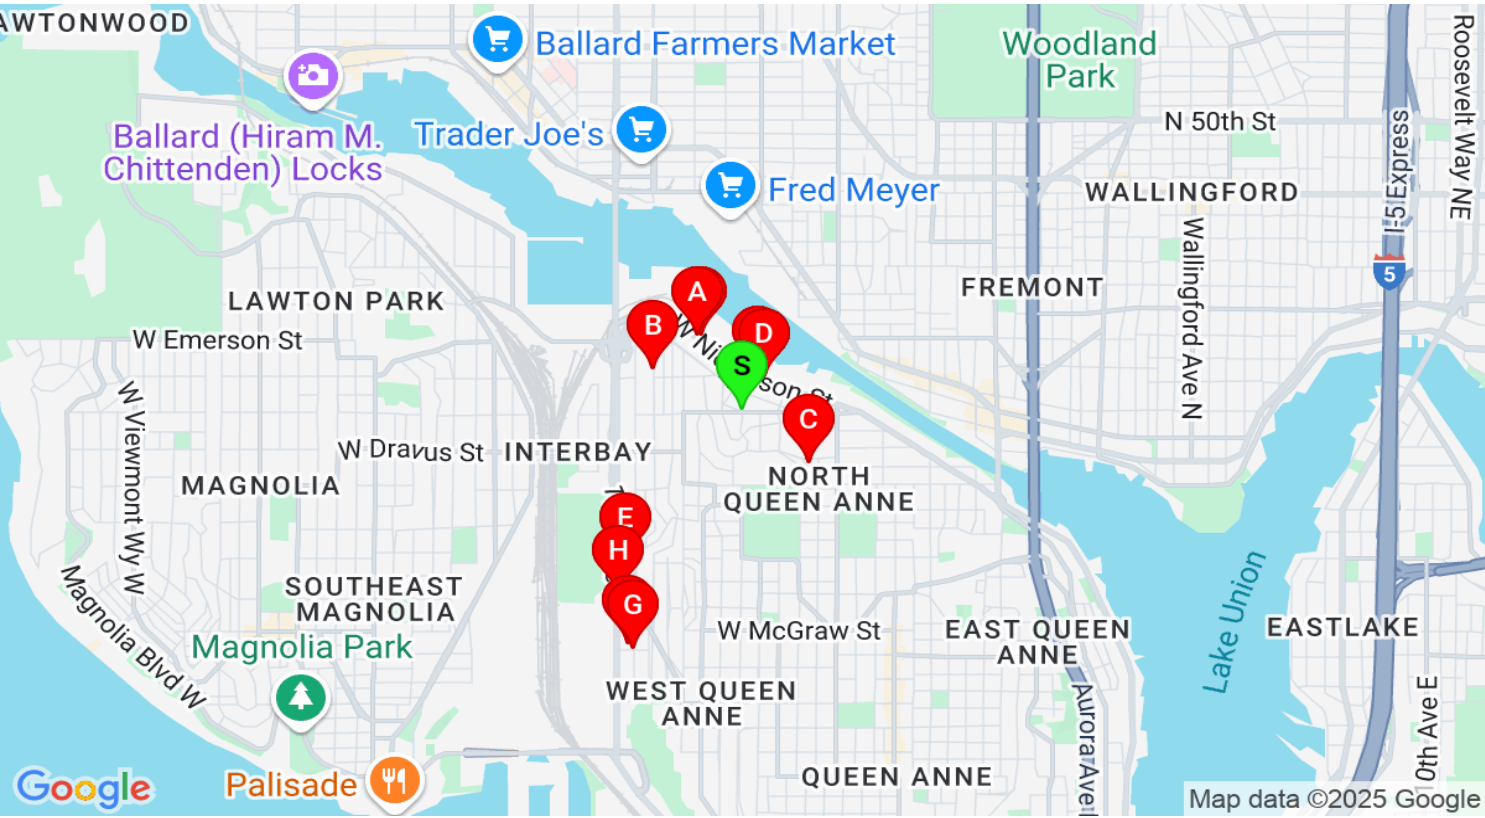 AWTONWOOD
Ballard Farmers Market
Woodland
Park
Roosevelt Way NE
Ballard (Hiram M.
Chittenden) Locks
Trader Joe's
N 50th St
I-5 Express
Fred Meyer
WALLINGFORD
Wallingford Ave N
5
LAWTON PARK
A
B
D
S
C
FREMONT
W Emerson St
W Viewmont Wy W
W Dravus St
INTERBAY
MAGNOLIA
NORTH
QUEEN ANNE
E
H
G
SOUTHEAST
MAGNOLIA
Magnolia Blvd W
Magnolia Park
W McGraw St
EAST QUEEN
ANNE
Lake Union
EASTLAKE
WEST QUEEN
ANNE
Aurora Ave
10th Ave E
QUEEN ANNE
Palisade
Google
Map data ©2025 Google